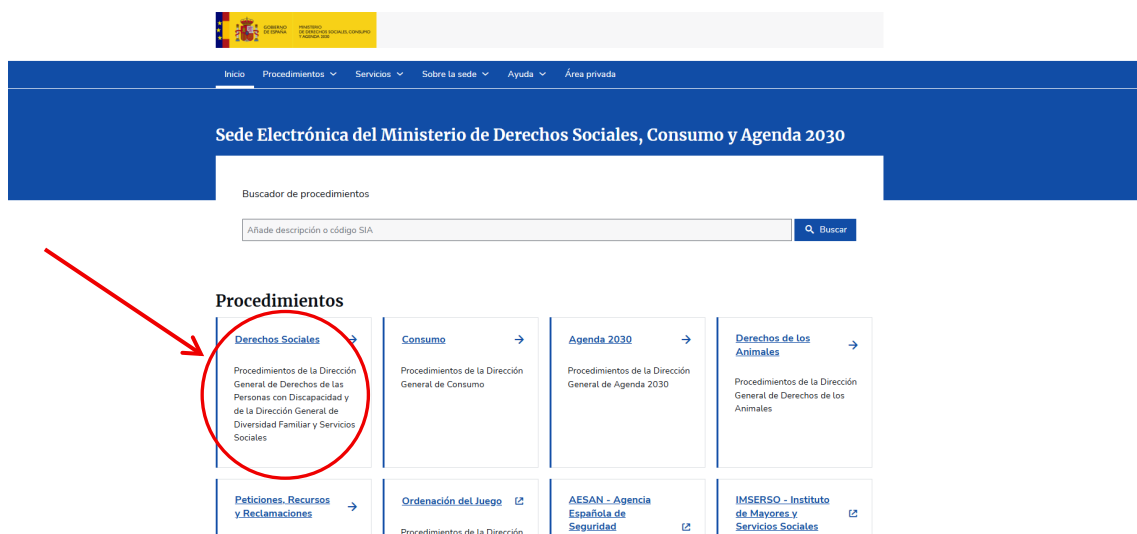 GOBIERNO
DE ESPAÑA
MINISTERIO
DE DERECHOS SOCIALES, CONSUMO
Y AGENDA 2030
Inicio Procedimientos Servicios Sobre la sede Ayuda Área privada
Sede Electrónica del Ministerio de Derechos Sociales, Consumo y Agenda 2030
Buscador de procedimientos
Añade descripción o código SIA
Buscar
Procedimientos
Derechos Sociales
Procedimientos de la Dirección
General de Derechos de las
Personas con Discapacidad y
de la Dirección General de
Diversidad Familiar y Servicios
Sociales
Consumo
Procedimientos de la Dirección
General de Consumo
Agenda 2030
Procedimientos de la Dirección
General de Agenda 2030
Derechos de los
Animales
Procedimientos de la Dirección
General de Derechos de los
Animales
Peticiones, Recursos
y Reclamaciones
Ordenación del Juego
Procedimientos de la Dirección
AESAN - Agencia
Española de
Seguridad
IMSERSO - Instituto
de Mayores y
Servicios Sociales